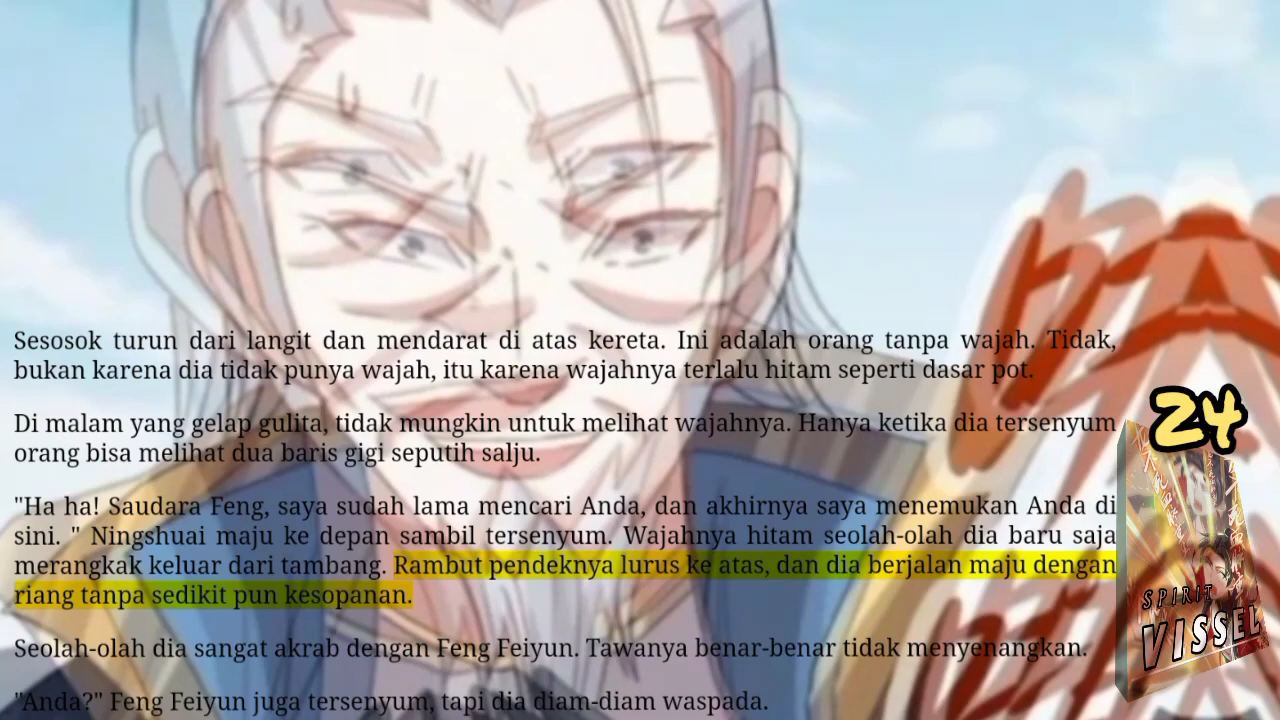 Sesosok turun dari langit dan mendarat di atas kereta. Ini adalah orang tanpa wajah. Tidak,
bukan karena dia tidak punya wajah, itu karena wajahnya terlalu hitam seperti dasar pot.
Di malam yang gelap gulita, tidak mungkin untuk melihat wajahnya. Hanya ketika dia tersenyum
orang bisa melihat dua baris gigi seputih salju.
"Ha ha! Saudara Feng, saya sudah lama mencari Anda, dan akhirnya saya menemukan Anda di
sini. " Ningshuai maju ke depan sambil tersenyum. Wajahnya hitam seolah-olah dia baru saja
merangkak keluar dari tambang. Rambut pendeknya lurus ke atas, dan dia berjalan maju dengan
riang tanpa sedikit pun kesopanan.
Seolah-olah dia sangat akrab dengan Feng Feiyun. Tawanya benar-benar tidak menyenangkan.
"Anda?" Feng Feiyun juga tersenyum, tapi dia diam-diam waspada.
24
SPIRIT
VISSEL